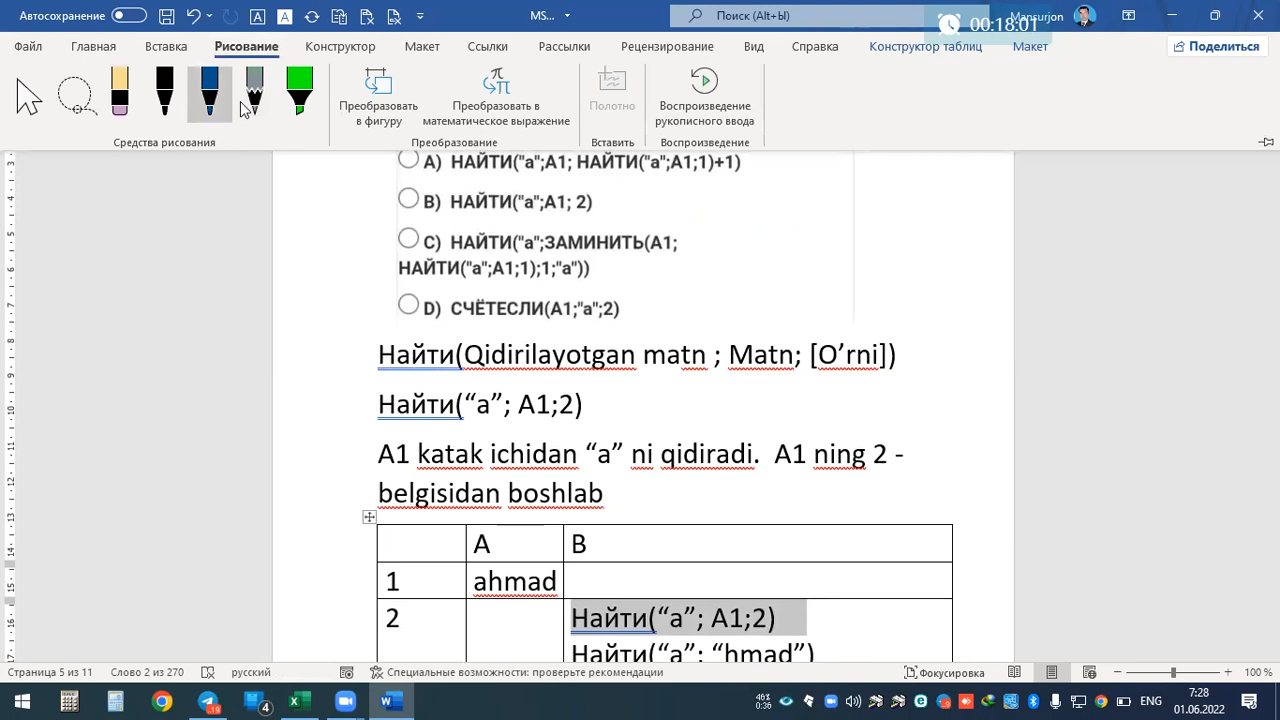 Автосохранение
MS...
Поиск (Alt+Ы)
Mansurjon
00:18:01
Файл
Главная
Вставка
Рисование
Конструктор
Макет
Ссылки
Рассылки
Рецензирование
Вид
Справка
Конструктор таблиц
Макет
Поделиться
Преобразовать в фигуру
Преобразовать в математическое выражение
Полотно
Воспроизведение рукописного ввода
Средства рисования
Преобразование
Вставить
Воспроизведение
A) НАЙТИ("a";A1; НАЙТИ("a";A1;1)+1)
B) НАЙТИ("a";A1; 2)
C) НАЙТИ("a";ЗАМИНИТЬ(A1;
НАЙТИ("a";A1;1);1;"a"))
D) СЧЁТЕСЛИ(A1;"a";2)
Найти(Qidirilayotgan matn ; Matn; [O’rni])
Найти(“a”; A1;2)
A1 katak ichidan “a” ni qidiradi. A1 ning 2 -
belgisidan boshlab
A B
1 ahmad
2 Найти(“a”; A1;2)
Найти(“a”; “hmad”)
Страница 5 из 11
Слово 2 из 270
русский
Специальные возможности: проверьте рекомендации
Фокусировка
100 %
19
4
46%
0:36
ENG
7:28
01.06.2022